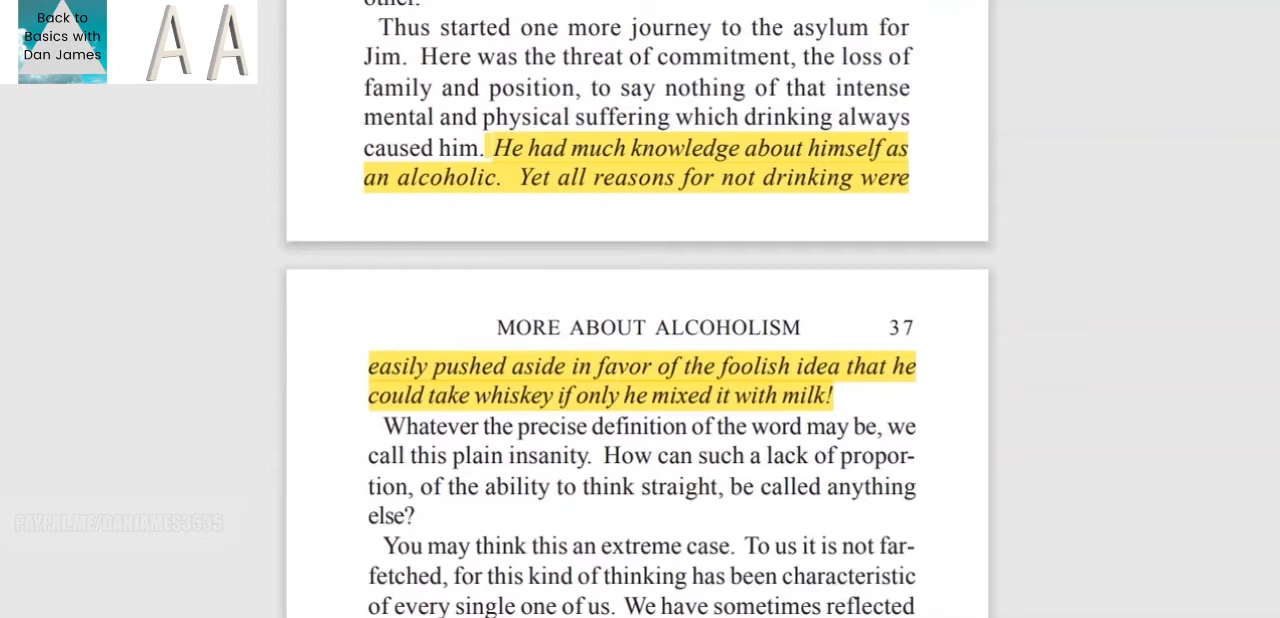 Back to
Basics with
Dan James
A A
other.
Thus started one more journey to the asylum for
Jim. Here was the threat of commitment, the loss of
family and position, to say nothing of that intense
mental and physical suffering which drinking always
caused him. He had much knowledge about himself as
an alcoholic. Yet all reasons for not drinking were
MORE ABOUT ALCOHOLISM 37
easily pushed aside in favor of the foolish idea that he
could take whiskey if only he mixed it with milk!
Whatever the precise definition of the word may be, we
call this plain insanity. How can such a lack of propor-
tion, of the ability to think straight, be called anything
else?
PAYPAL.ME/DANJAMES3535
You may think this an extreme case. To us it is not far-
fetched, for this kind of thinking has been characteristic
of every single one of us. We have sometimes reflected